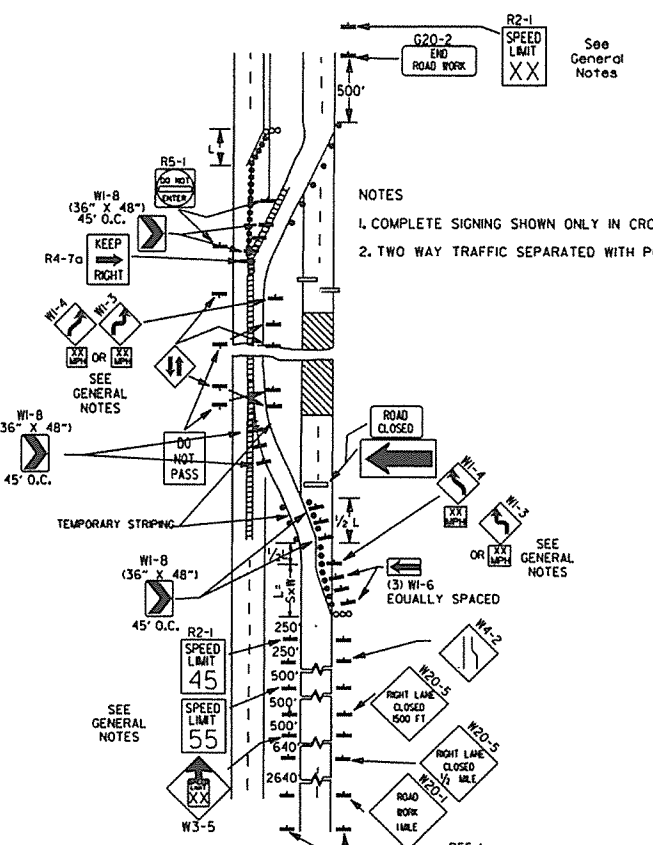 R2-1
SPEED
LIMIT
XX
See
General
Notes
G20-2
END
ROAD WORK
500'
L
R5-1
DO NOT
ENTER
W1-8
(36" X 48")
45' O.C.
KEEP
RIGHT
R4-7a
NOTES
1. COMPLETE SIGNING SHOWN ONLY IN CRO
2. TWO WAY TRAFFIC SEPARATED WITH P
W1-4
W1-3
XX
MPH
OR
XX
MPH
SEE
GENERAL
NOTES
W1-8
36" X 48")
45' O.C.
DO
NOT
PASS
ROAD
CLOSED
TEMPORARY STRIPING
1/2 L
W1-4
XX
MPH
W1-3
OR
XX
MPH
SEE
GENERAL
NOTES
1/2L
L=
SxW
W1-8
(36" X 48")
45' O.C.
(3) W1-6
EQUALLY SPACED
R2-1
SPEED
LIMIT
45
250'
250'
500'
500'
500'
640'
2640'
W4-2
SEE
GENERAL
NOTES
SPEED
LIMIT
55
W20-5
RIGHT LANE
CLOSED
1500 FT
W20-5
RIGHT LANE
CLOSED
1/2 MILE
LIMIT
XX
W3-5
W20-1
ROAD
WORK
1 MILE